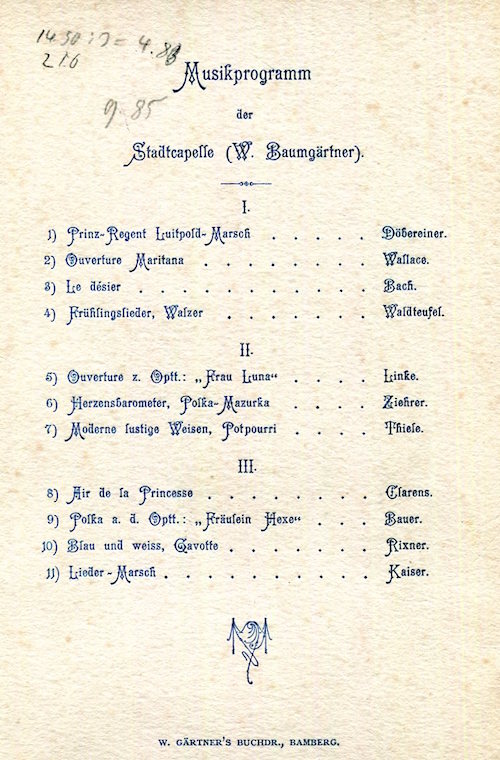 14.50 : 3 = 4.83
2 10
9.85
Musikprogramm
der
Stadtcapelle (W. Baumgärtner).
I.
1) Prinz-Regent Luitpold-Marsch . . . . . Döbereiner.
2) Ouverture Maritana . . . . . . . . Wallace.
3) Le désier . . . . . . . . . . . Bach.
4) Frühlingslieder, Walzer . . . . . . . Waldteufel.
II.
5) Ouverture z. Optt.: „Frau Luna“ . . . . Linke.
6) Herzensbarometer, Polka-Mazurka . . . . Ziehrer.
7) Moderne lustige Weisen, Potpourri . . . . Thiele.
III.
8) Air de la Princesse . . . . . . . . Clarens.
9) Polka a. d. Optt.: „Fräulein Hexe“ . . . Bauer.
10) Blau und weiss, Gavotte . . . . . . . Rixner.
11) Lieder-Marsch . . . . . . . . . . Kaiser.
W. GÄRTNER'S BUCHDR., BAMBERG.